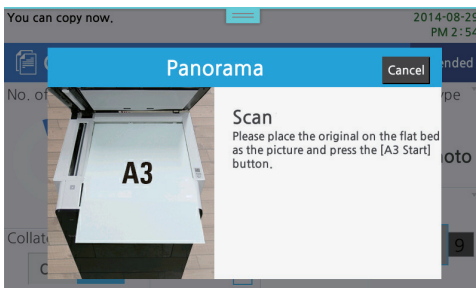 You can copy now.
2014-08-29
PM 2:54
Panorama
Cancel
ended
No. of
ype
Scan
Please place the original on the flat bed
as the picture and press the [A3 Start]
button.
A3
oto
Collat
9